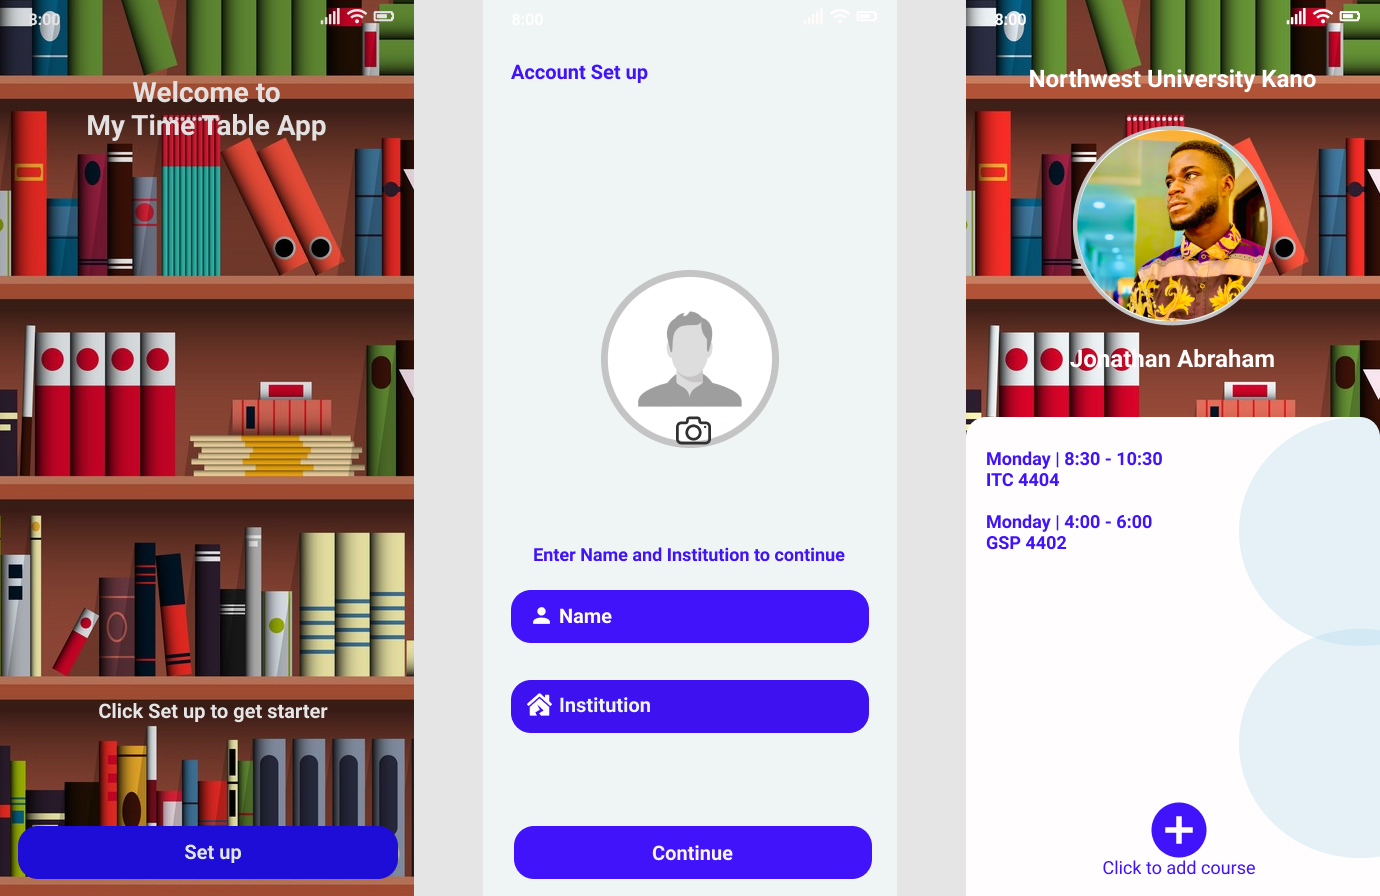 8:00
Welcome to
My Time Table App
Click Set up to get starter
Set up
8:00
Account Set up
Enter Name and Institution to continue
Name
Institution
Continue
8:00
Northwest University Kano
Jonathan Abraham
Monday | 8:30 - 10:30
ITC 4404
Monday | 4:00 - 6:00
GSP 4402
Click to add course